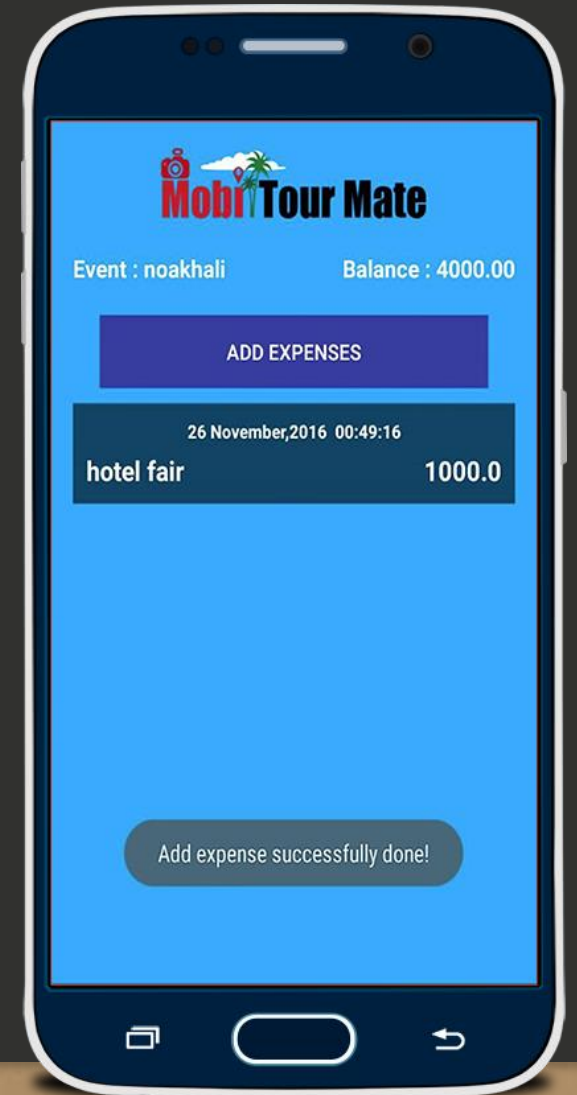 Mobi Tour Mate
Event : noakhali Balance : 4000.00
ADD EXPENSES
26 November,2016 00:49:16
hotel fair 1000.0
Add expense successfully done!